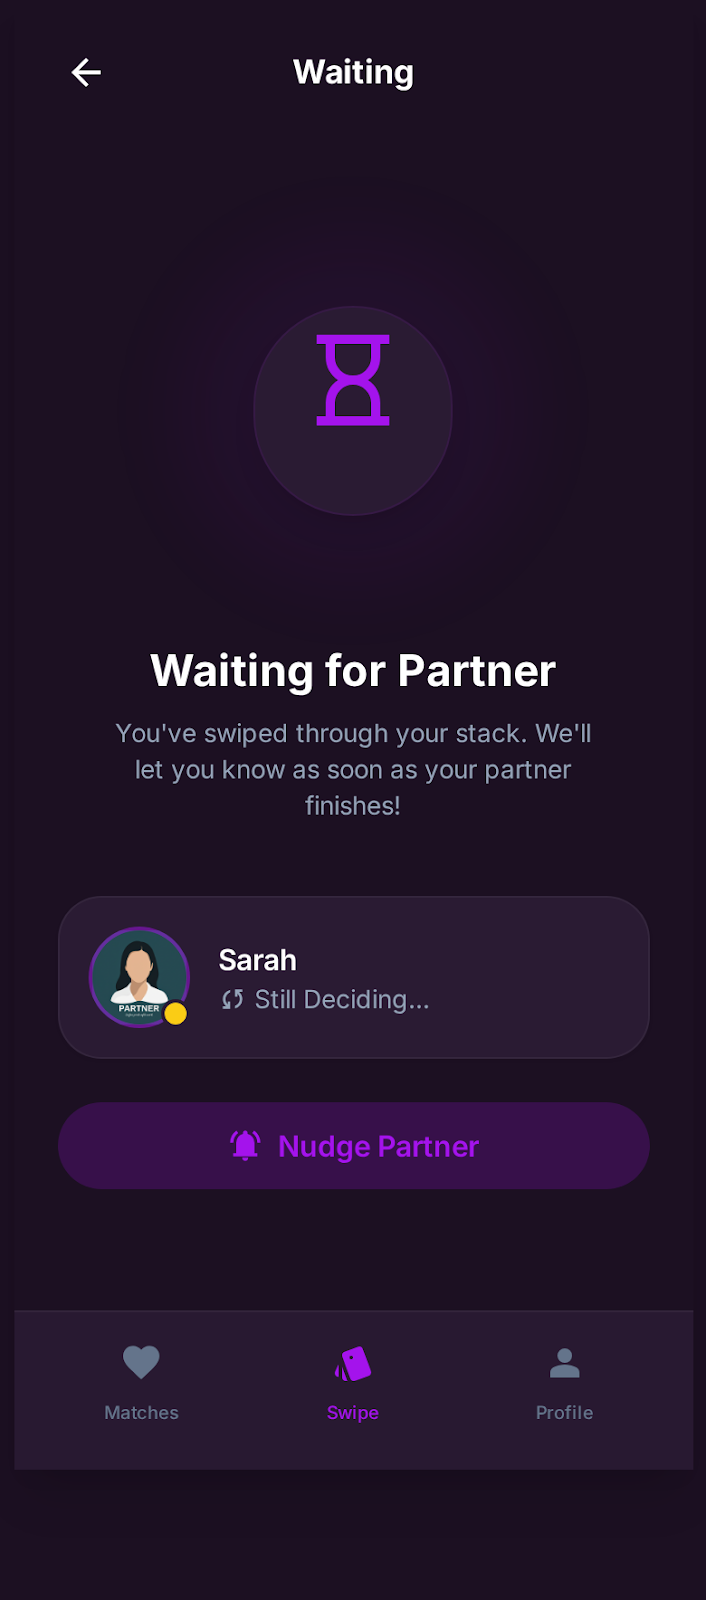 Waiting
Waiting for Partner
You've swiped through your stack. We'll
let you know as soon as your partner
finishes!
Sarah
Still Deciding...
PARTNER
Nudge Partner
Matches
Swipe
Profile